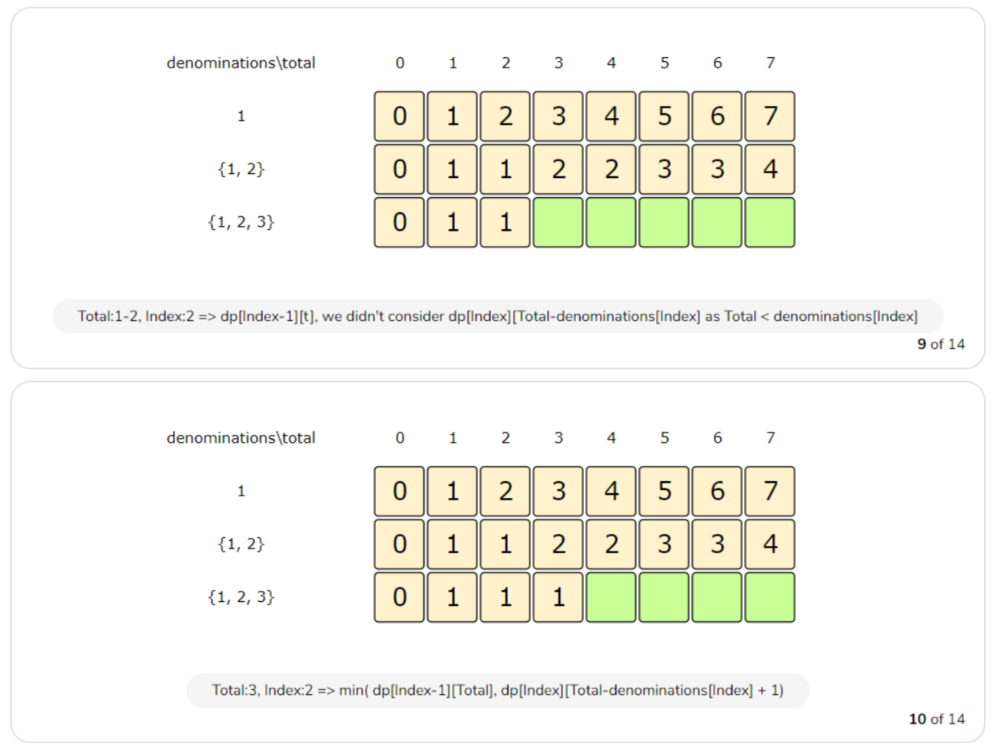 denominations\total 0 1 2 3 4 5 6 7
1 0 1 2 3 4 5 6 7
{1, 2} 0 1 1 2 2 3 3 4
{1, 2, 3} 0 1 1
Total:1-2, Index:2 => dp[Index-1][t], we didn't consider dp[Index][Total-denominations[Index] as Total < denominations[Index]
9 of 14
denominations\total 0 1 2 3 4 5 6 7
1 0 1 2 3 4 5 6 7
{1, 2} 0 1 1 2 2 3 3 4
{1, 2, 3} 0 1 1 1
Total:3, Index:2 => min( dp[Index-1][Total], dp[Index][Total-denominations[Index] + 1)
10 of 14